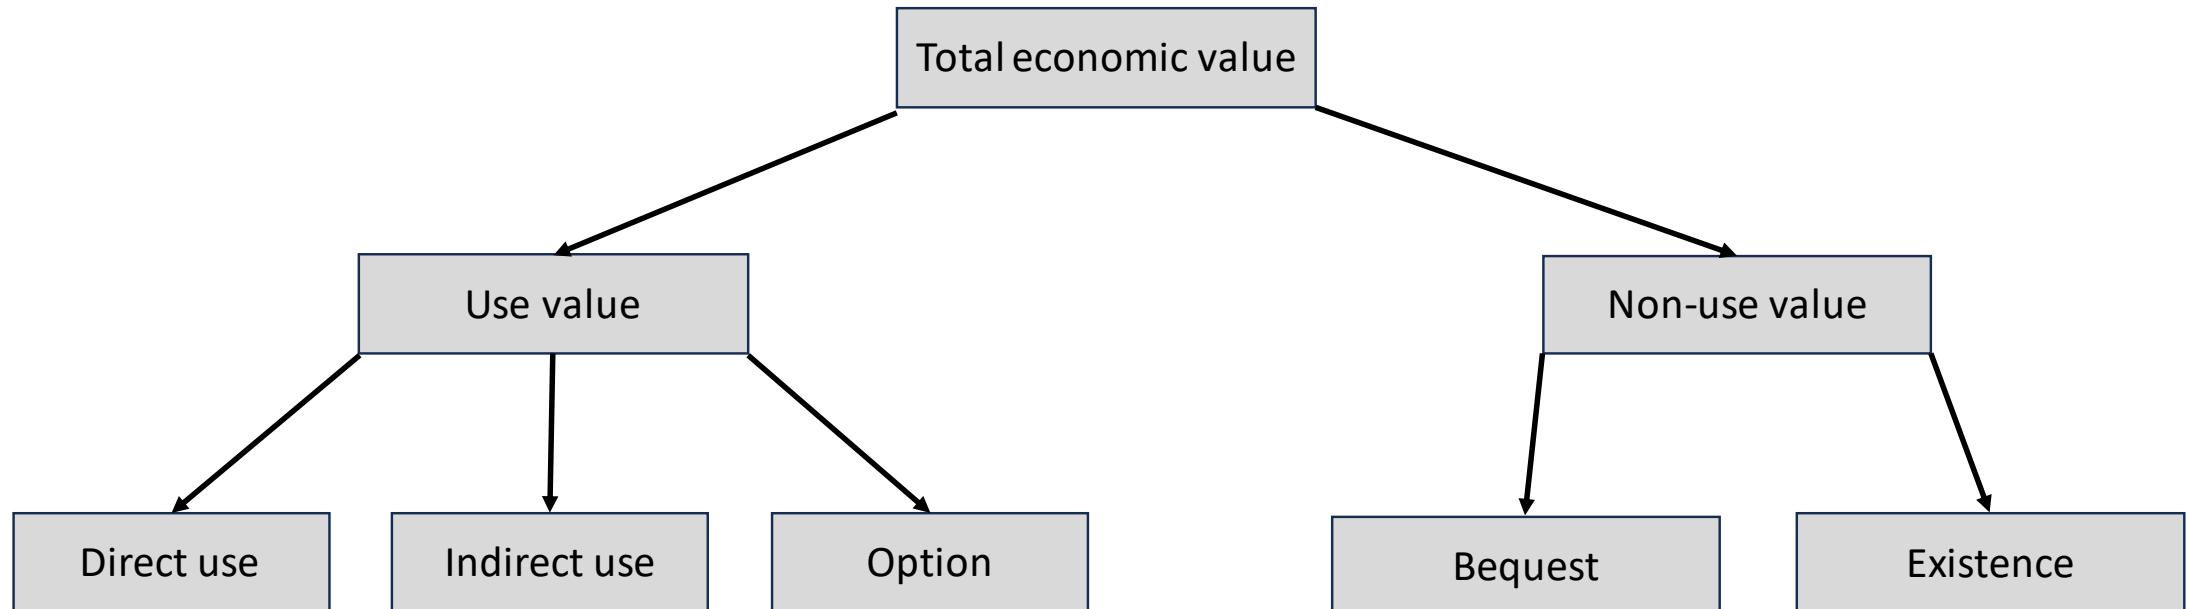 Total economic value
Use value
Non-use value
Direct use
Indirect use
Option
Bequest
Existence